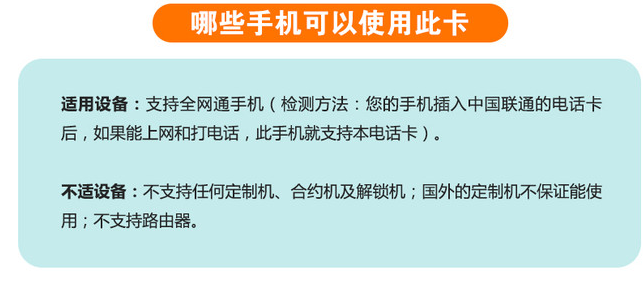 哪些手机可以使用此卡
适用设备：支持全网通手机（检测方法：您的手机插入中国联通的电话卡
后，如果能上网和打电话，此手机就支持本电话卡）。
不适设备：不支持任何定制机、合约机及解锁机；国外的定制机不保证能使
用；不支持路由器。